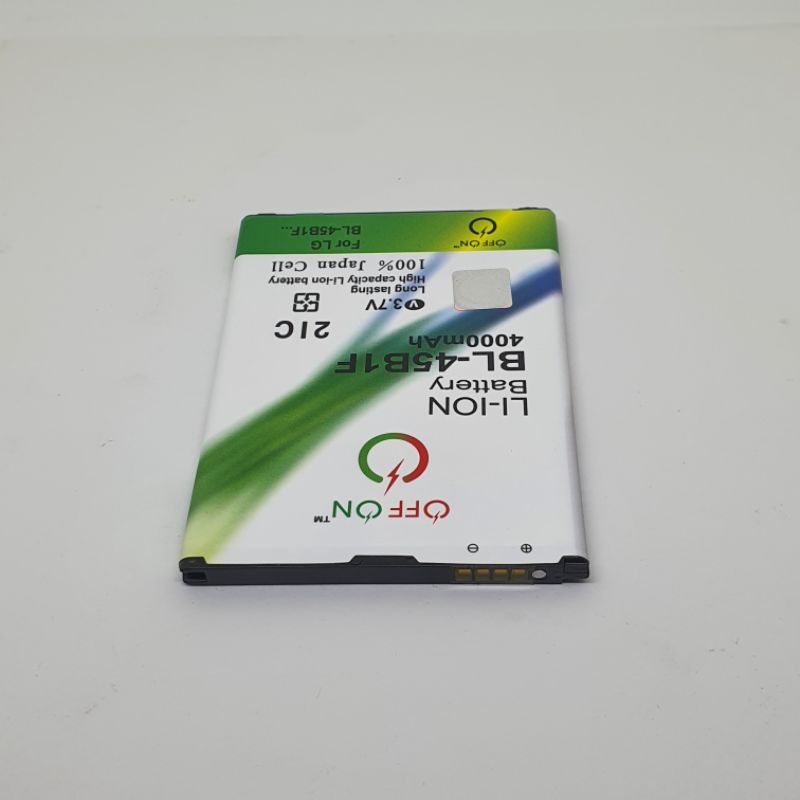 ⊖ ⊕
OFF ON™
LI-ION
Battery
BL-45B1F
4000mAh
21C
V 3.7V
Long lasting
High capacity Li-ion battery
100% Japan Cell
OFF ON™
For LG
BL-45B1F...